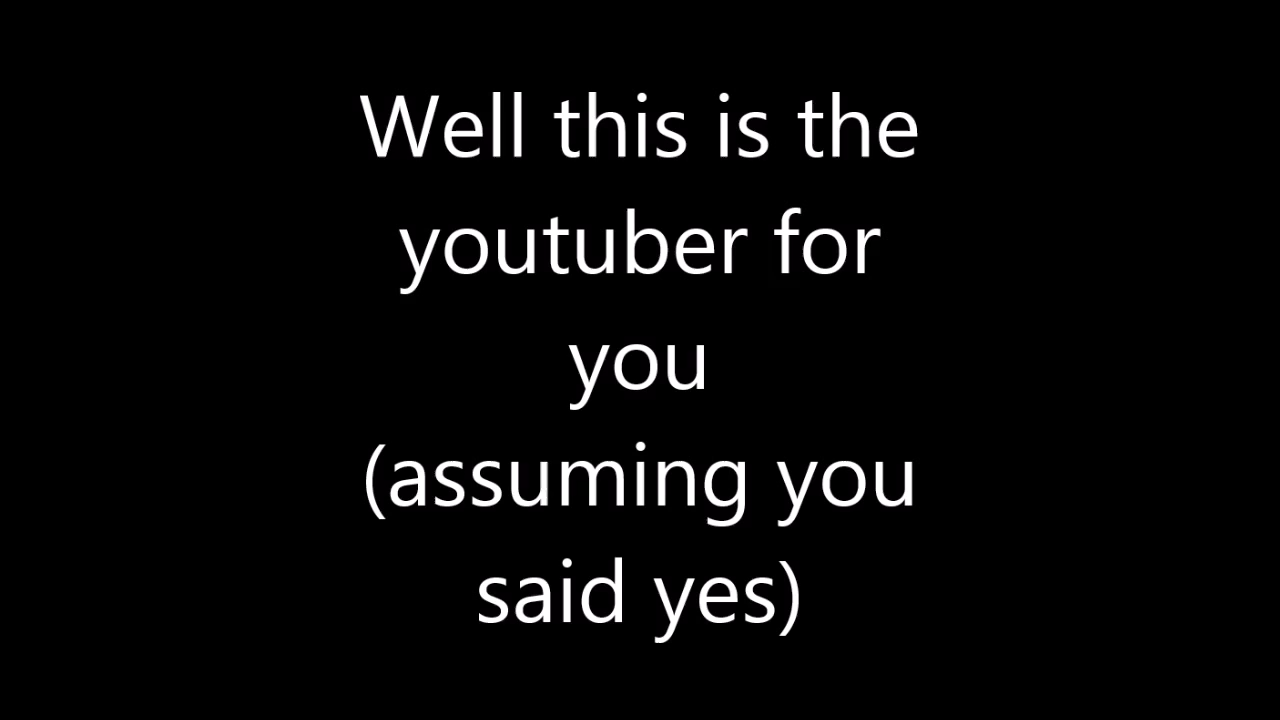 Well this is the
youtuber for
you
(assuming you
said yes)